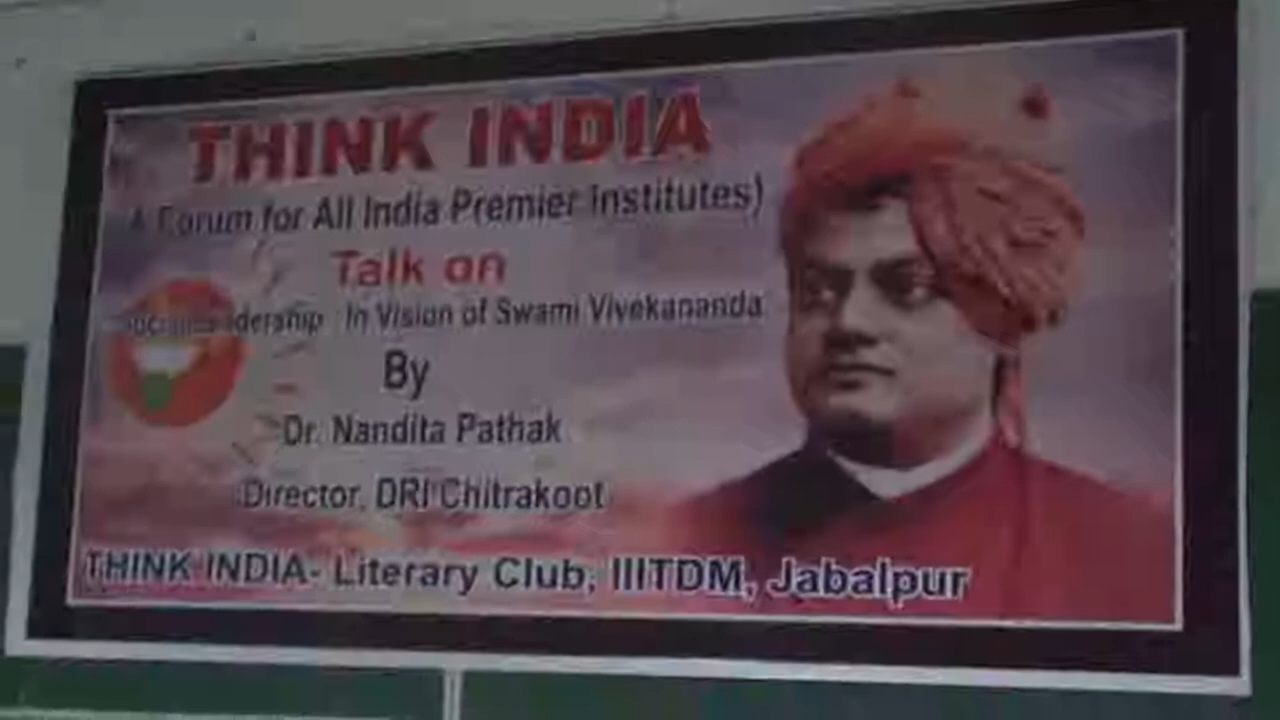 THINK INDIA
A Forum for All India Premier Institutes)
Talk on
In Vision of Swami Vivekananda
By
Dr. Nandita Pathak
Director, DRI Chitrakoot
THINK INDIA- Literary Club, IIITDM, Jabalpur